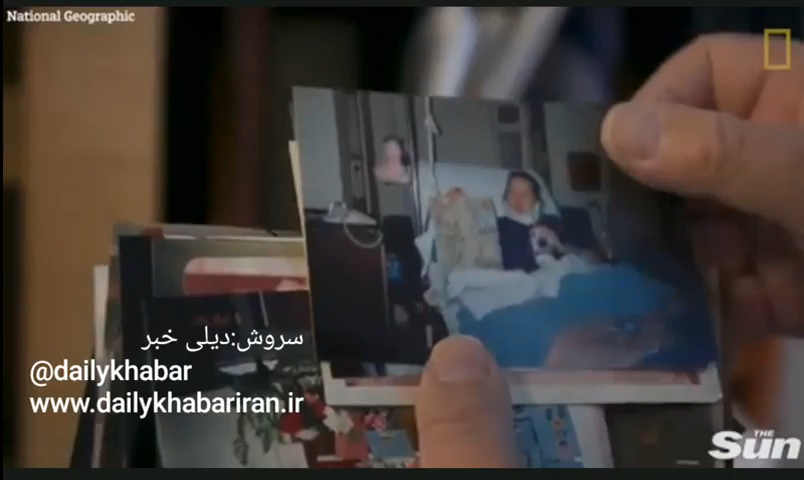 National Geographic
سروش:دیلی خبر
@dailykhabar
www.dailykhabariran.ir
THE
Sun